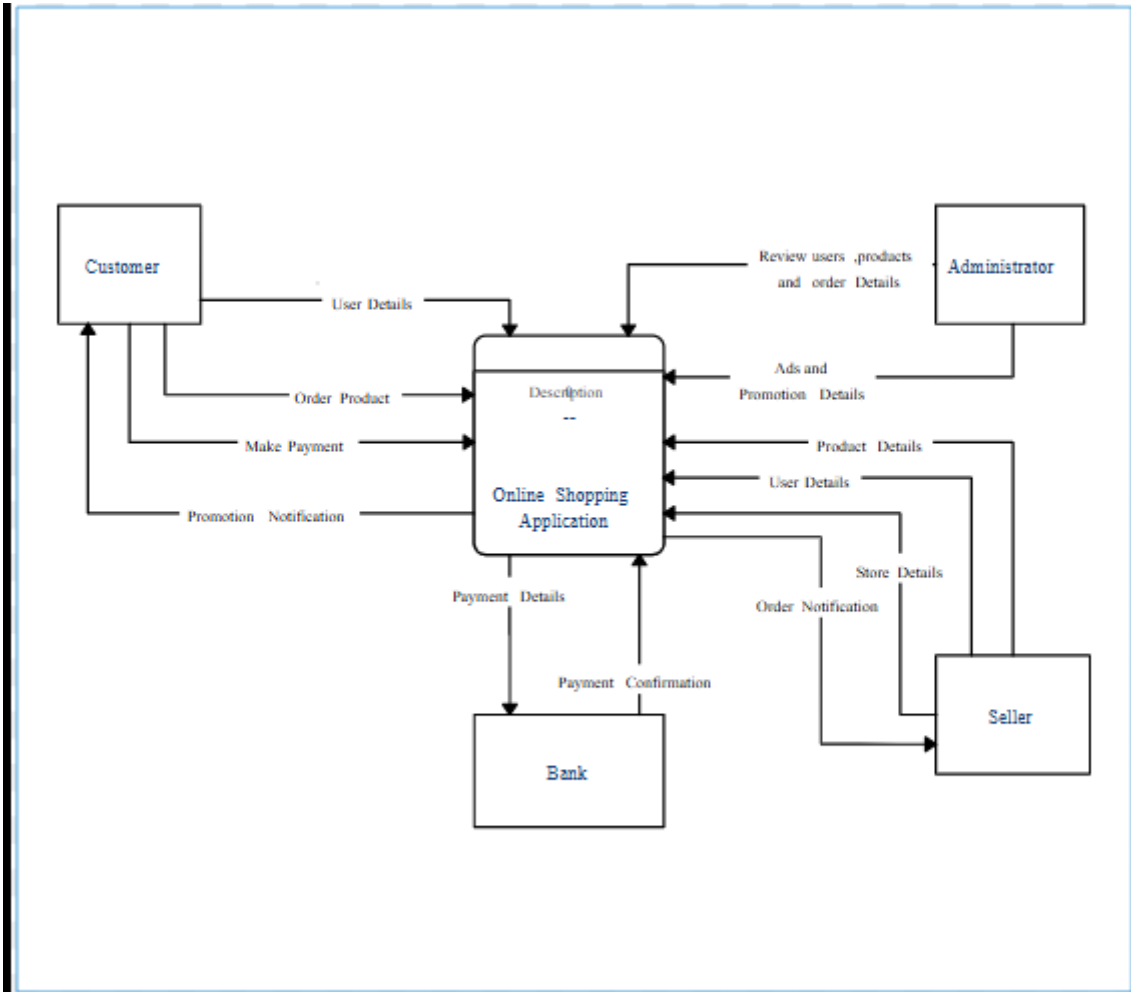 Customer
Administrator
Review users ,products
and order Details
User Details
Ads and
Promotion Details
Description
--
Order Product
Make Payment
Product Details
User Details
Online Shopping
Application
Promotion Notification
Store Details
Payment Details
Order Notification
Payment Confirmation
Seller
Bank